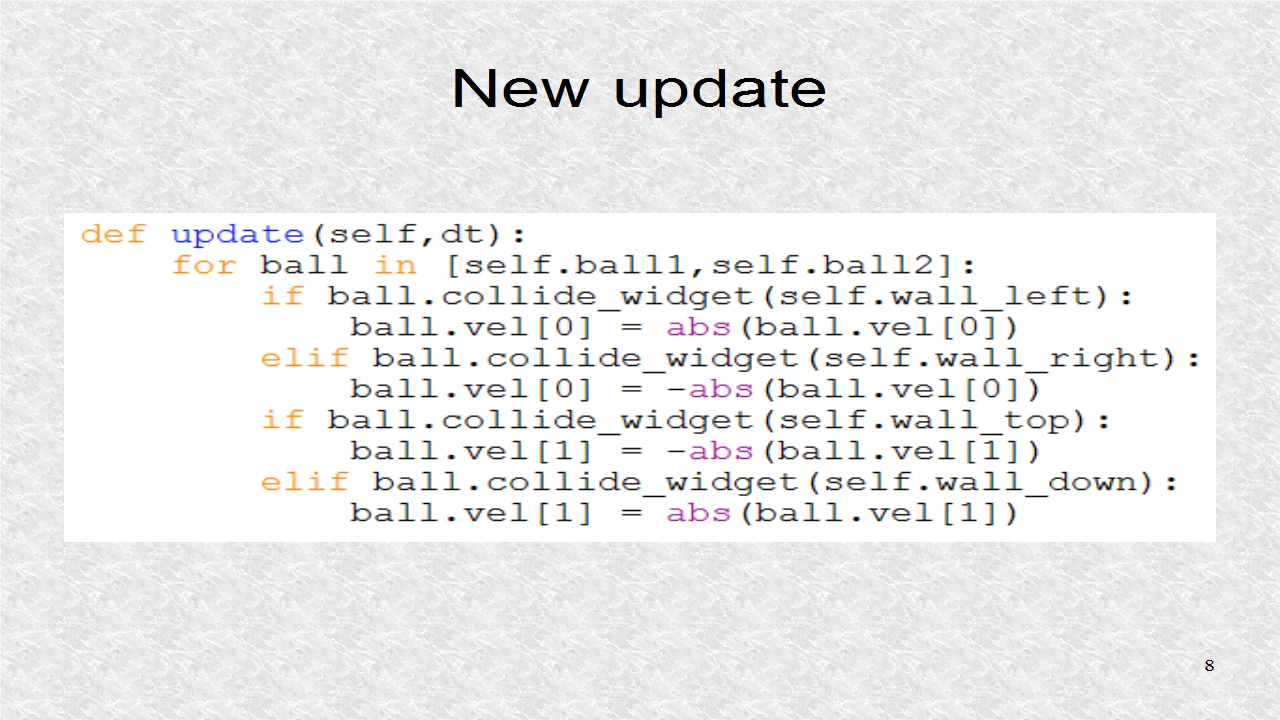 New update
def update(self,dt):
    for ball in [self.ball1,self.ball2]:
        if ball.collide_widget(self.wall_left):
            ball.vel[0] = abs(ball.vel[0])
        elif ball.collide_widget(self.wall_right):
            ball.vel[0] = -abs(ball.vel[0])
        if ball.collide_widget(self.wall_top):
            ball.vel[1] = -abs(ball.vel[1])
        elif ball.collide_widget(self.wall_down):
            ball.vel[1] = abs(ball.vel[1])
8